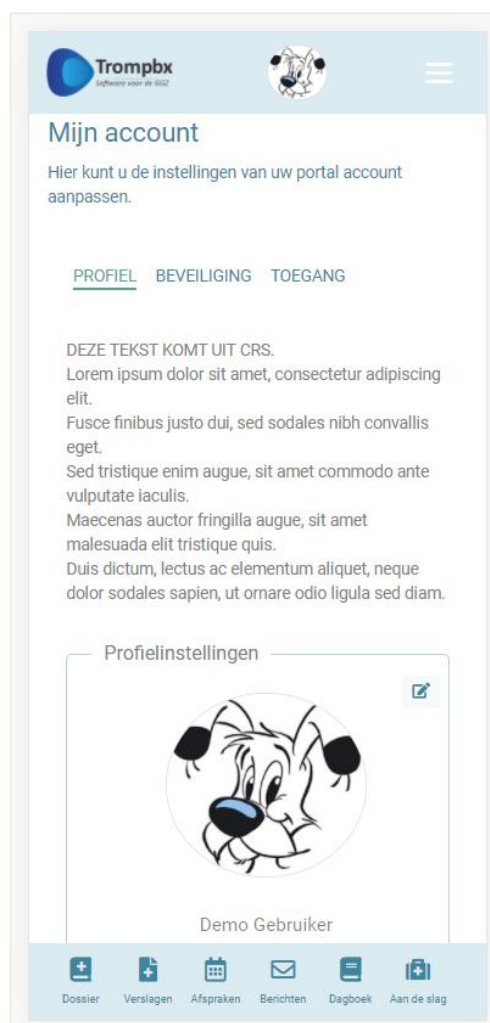 Trompbx
Software voor de GGZ
Mijn account
Hier kunt u de instellingen van uw portal account
aanpassen.
PROFIEL BEVEILIGING TOEGANG
DEZE TEKST KOMT UIT CRS.
Lorem ipsum dolor sit amet, consectetur adipiscing
elit.
Fusce finibus justo dui, sed sodales nibh convallis
eget.
Sed tristique enim augue, sit amet commodo ante
vulputate iaculis.
Maecenas auctor fringilla augue, sit amet
malesuada elit tristique quis.
Duis dictum, lectus ac elementum aliquet, neque
dolor sodales sapien, ut ornare odio ligula sed diam.
Profielinstellingen
Demo Gebruiker
Dossier Verslagen Afspraken Berichten Dagboek Aan de slag